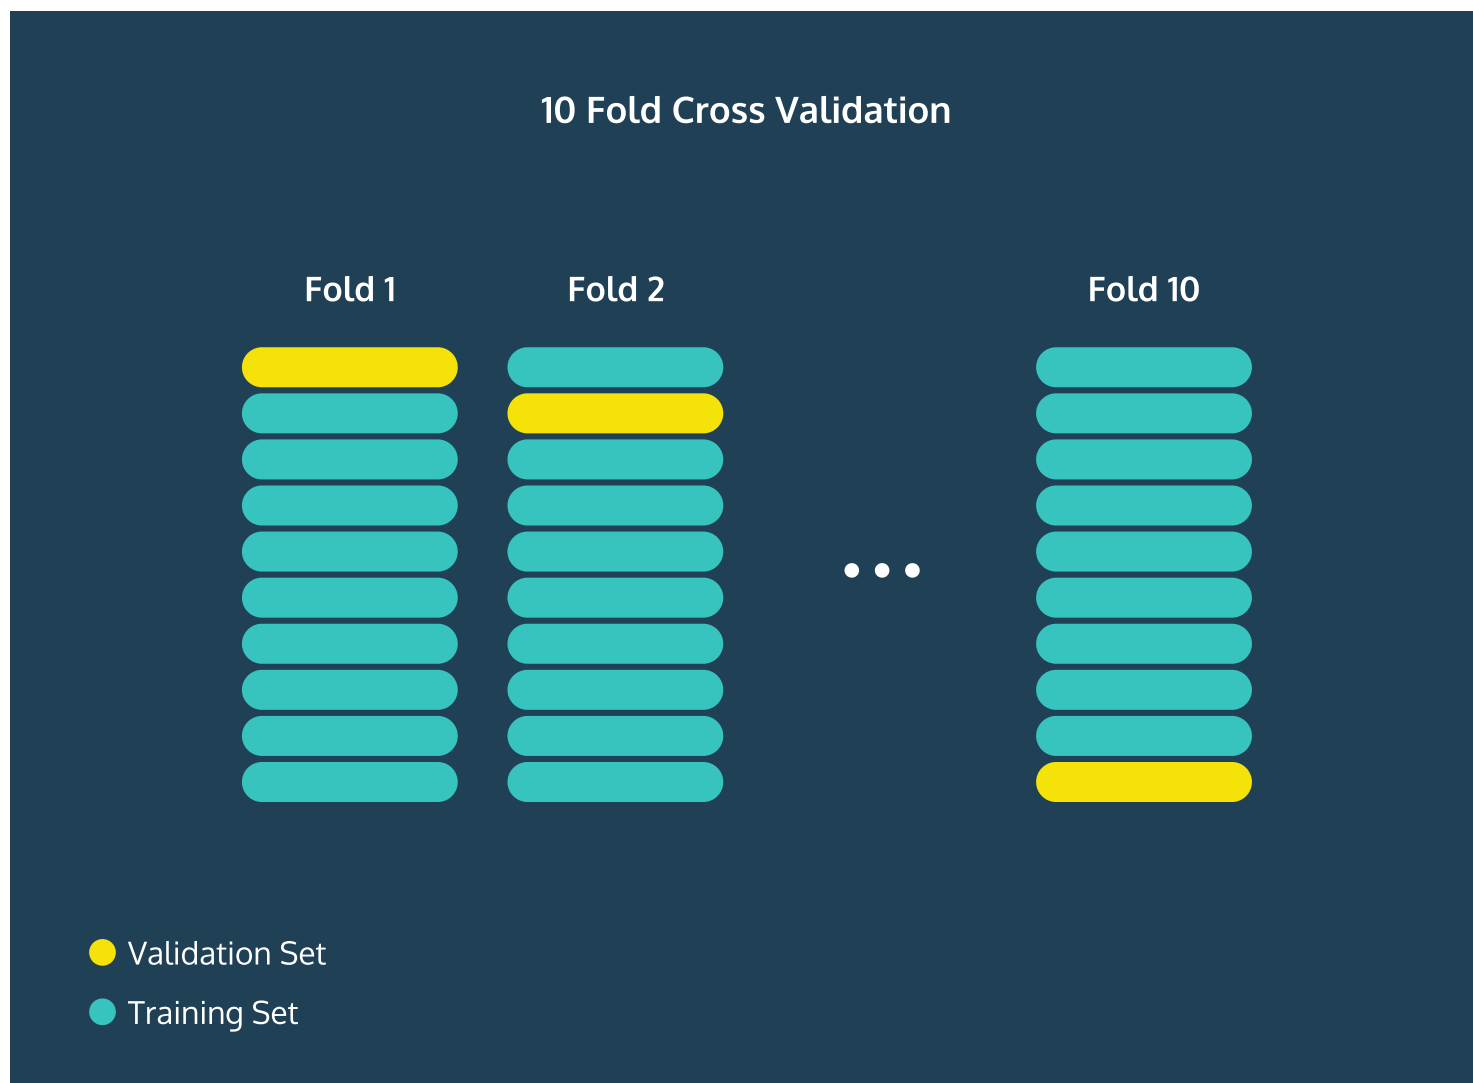 10 Fold Cross Validation
Fold 1
Fold 2
Fold 10
Validation Set
Training Set